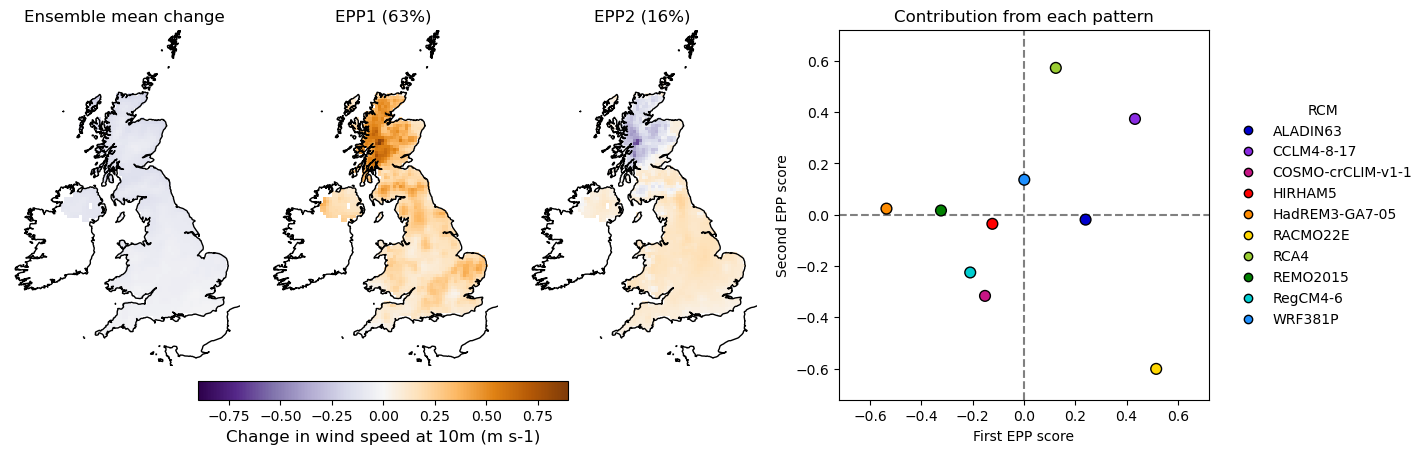 Ensemble mean change
EPP1 (63%)
EPP2 (16%)
Contribution from each pattern
−0.75 −0.50 −0.25 0.00 0.25 0.50 0.75
Change in wind speed at 10m (m s-1)
Second EPP score
0.6
0.4
0.2
0.0
−0.2
−0.4
−0.6
−0.6 −0.4 −0.2 0.0 0.2 0.4 0.6
First EPP score
RCM
ALADIN63
CCLM4-8-17
COSMO-crCLIM-v1-1
HIRHAM5
HadREM3-GA7-05
RACMO22E
RCA4
REMO2015
RegCM4-6
WRF381P